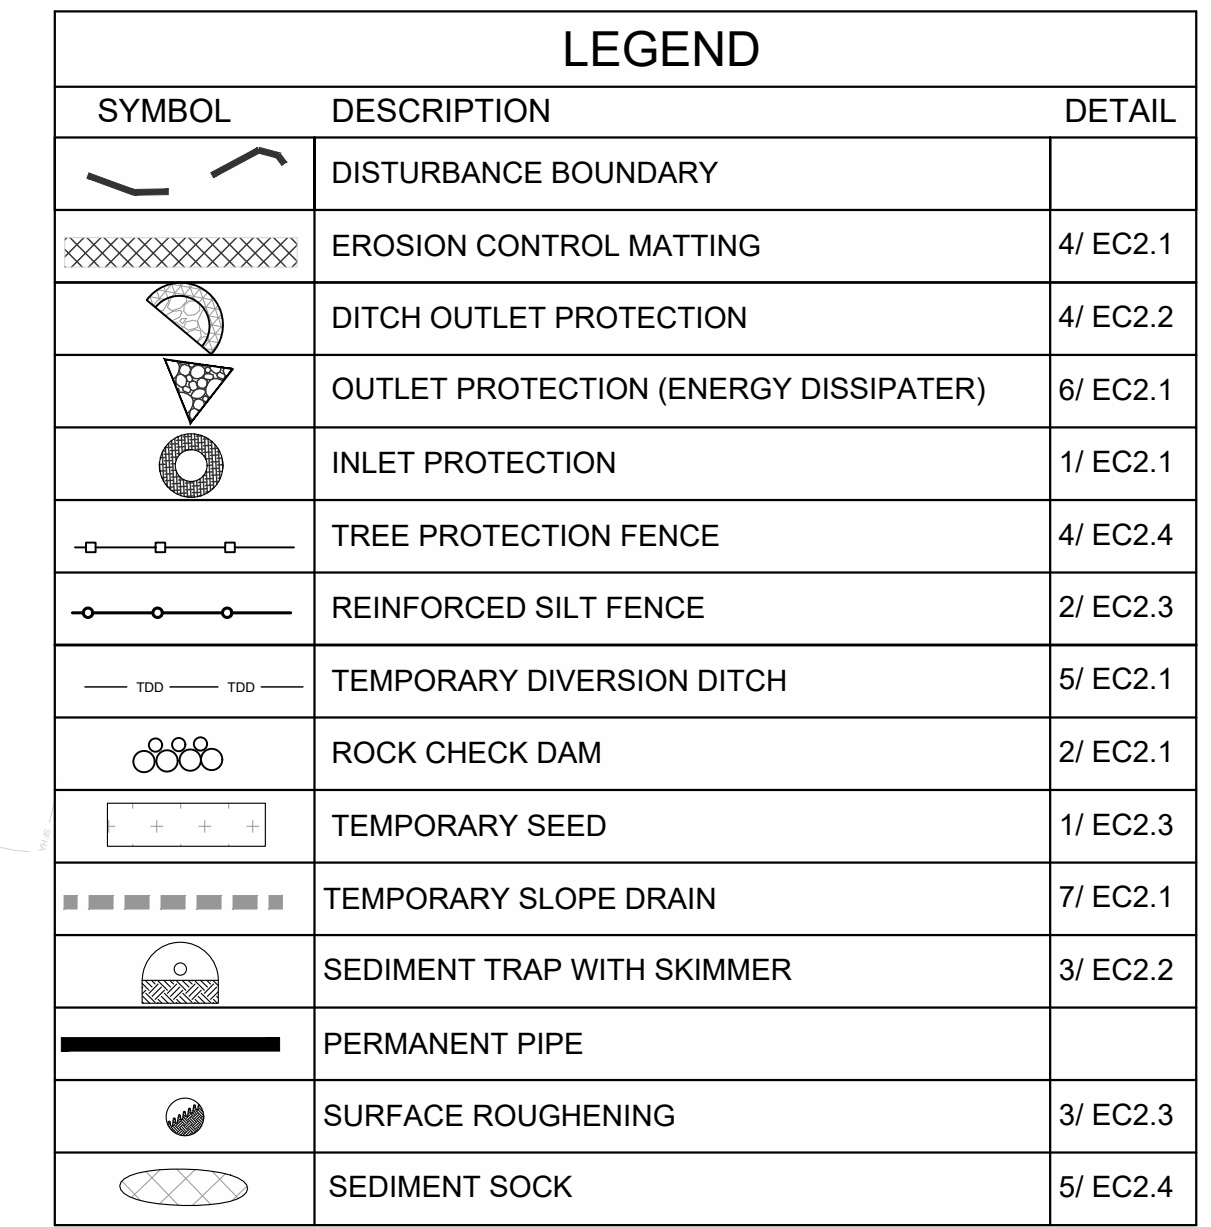 LEGEND
SYMBOL DESCRIPTION DETAIL
DISTURBANCE BOUNDARY
EROSION CONTROL MATTING 4/ EC2.1
DITCH OUTLET PROTECTION 4/ EC2.2
OUTLET PROTECTION (ENERGY DISSIPATER) 6/ EC2.1
INLET PROTECTION 1/ EC2.1
TREE PROTECTION FENCE 4/ EC2.4
REINFORCED SILT FENCE 2/ EC2.3
TDD TDD TEMPORARY DIVERSION DITCH 5/ EC2.1
ROCK CHECK DAM 2/ EC2.1
TEMPORARY SEED 1/ EC2.3
TEMPORARY SLOPE DRAIN 7/ EC2.1
SEDIMENT TRAP WITH SKIMMER 3/ EC2.2
PERMANENT PIPE
SURFACE ROUGHENING 3/ EC2.3
SEDIMENT SOCK 5/ EC2.4